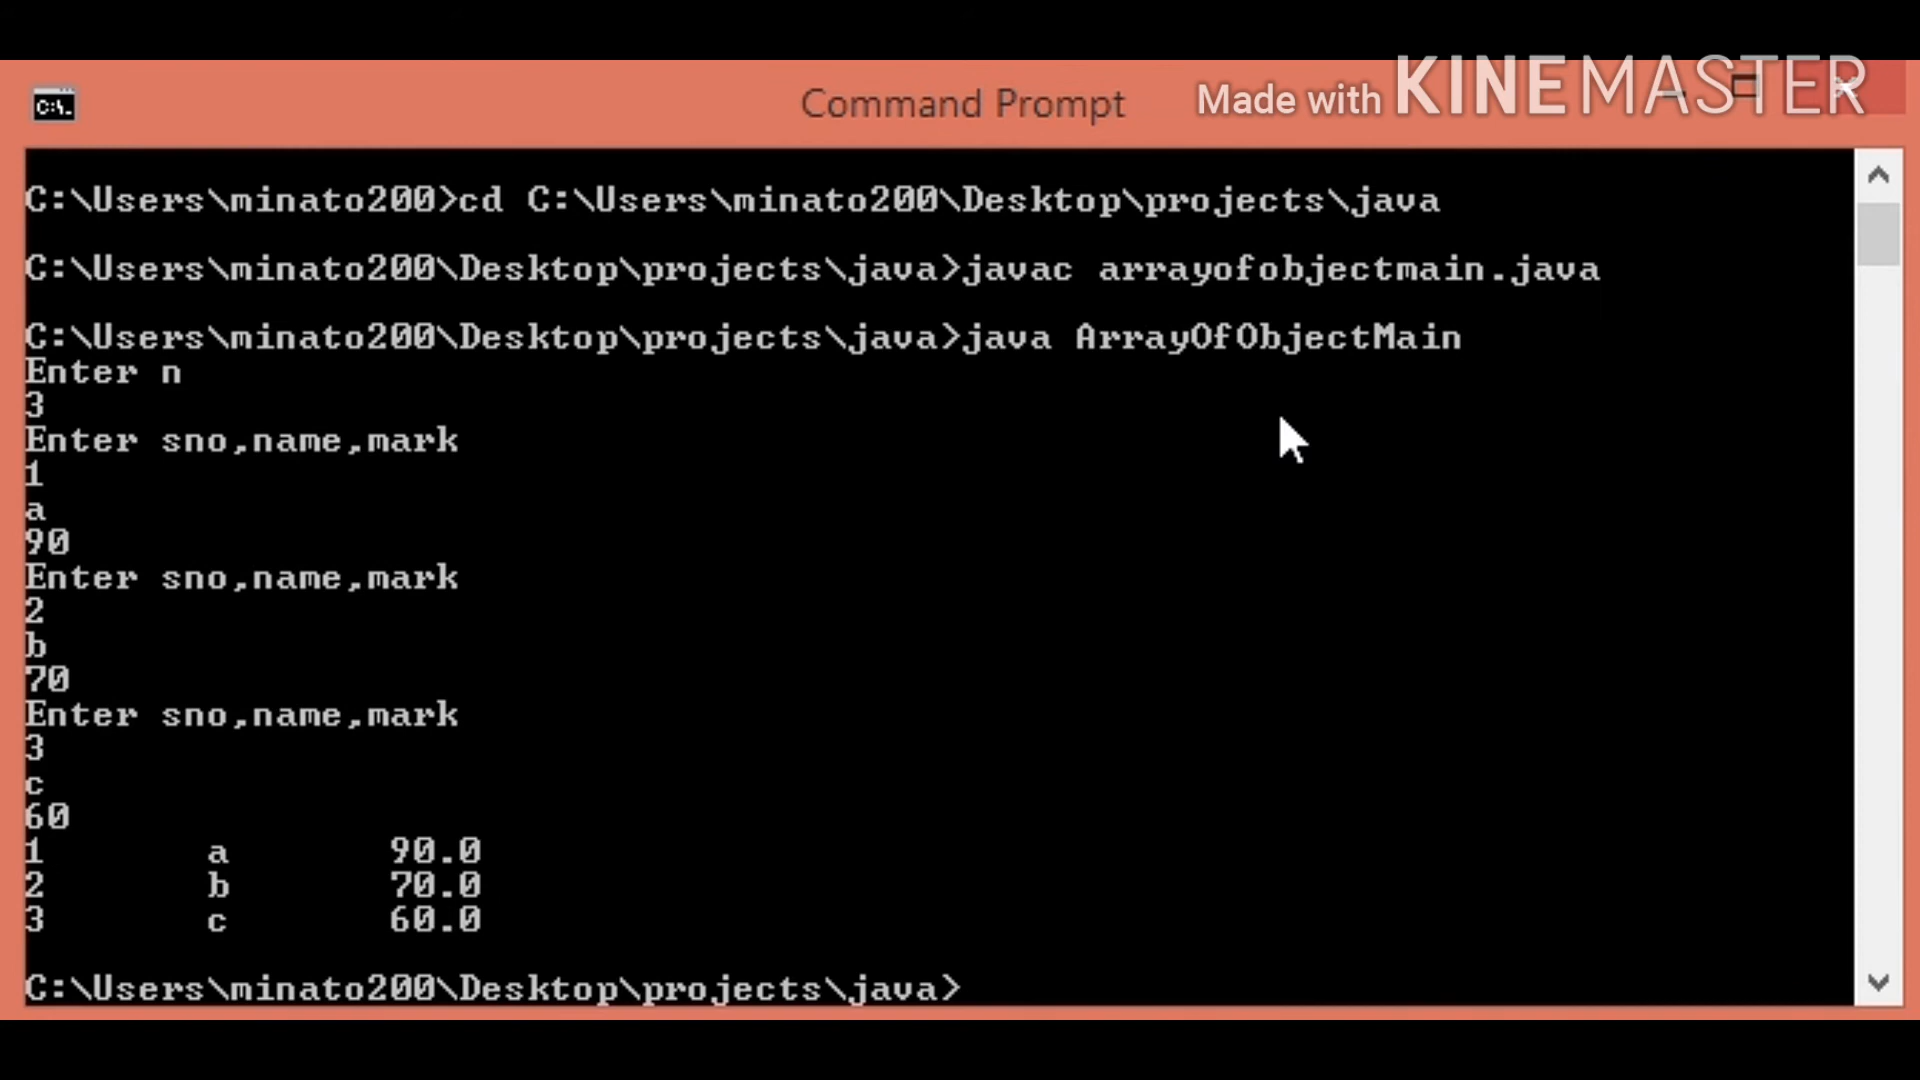 Command Prompt
Made with KINEMASTER
C:\Users\minato200>cd C:\Users\minato200\Desktop\projects\java
C:\Users\minato200\Desktop\projects\java>javac arrayofobjectmain.java
C:\Users\minato200\Desktop\projects\java>java ArrayOfObjectMain
Enter n
3
Enter sno,name,mark
1
a
90
Enter sno,name,mark
2
b
70
Enter sno,name,mark
3
c
60
1 a 90.0
2 b 70.0
3 c 60.0
C:\Users\minato200\Desktop\projects\java>